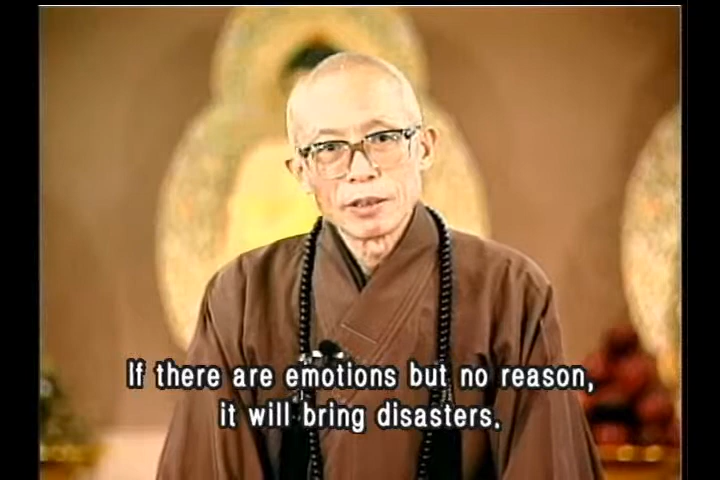 If there are emotions but no reason,
it will bring disasters.